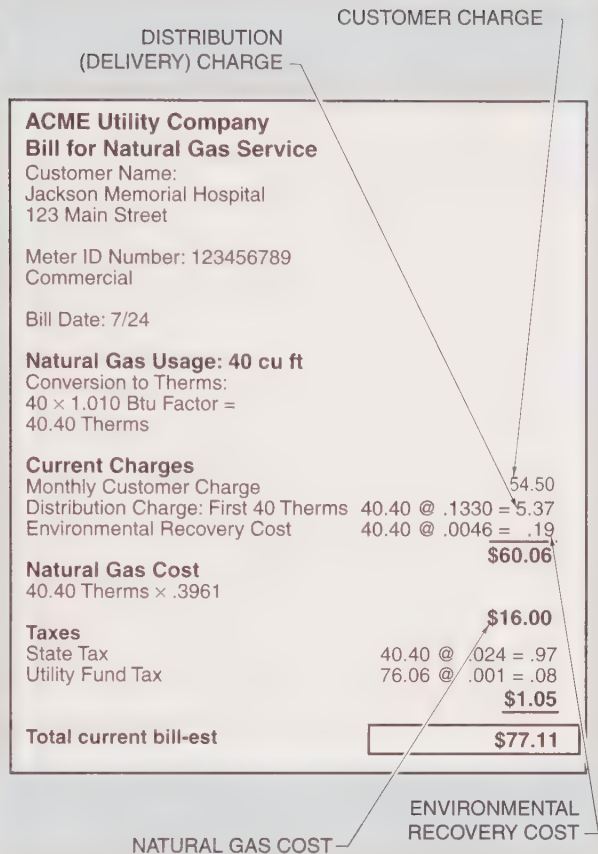 CUSTOMER CHARGE
DISTRIBUTION
(DELIVERY) CHARGE
ACME Utility Company
Bill for Natural Gas Service
Customer Name:
Jackson Memorial Hospital
123 Main Street
Meter ID Number: 123456789
Commercial
Bill Date: 7/24
Natural Gas Usage: 40 cu ft
Conversion to Therms:
40 × 1.010 Btu Factor =
40.40 Therms
Current Charges
Monthly Customer Charge 54.50
Distribution Charge: First 40 Therms 40.40 @ .1330 = 5.37
Environmental Recovery Cost 40.40 @ .0046 = .19
$60.06
Natural Gas Cost
40.40 Therms × .3961
$16.00
Taxes
State Tax 40.40 @ .024 = .97
Utility Fund Tax 76.06 @ .001 = .08
$1.05
Total current bill-est $77.11
ENVIRONMENTAL
RECOVERY COST
NATURAL GAS COST